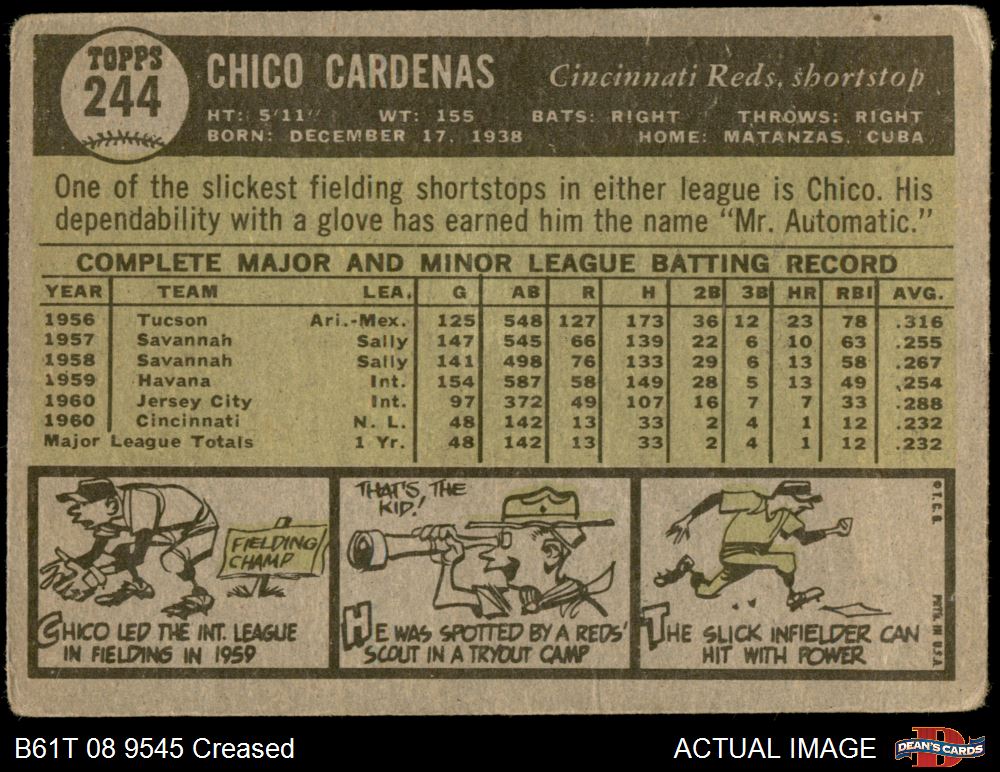 TOPPS
244
CHICO CARDENAS
Cincinnati Reds, shortstop
HT: 5'11" WT: 155 BATS: RIGHT THROWS: RIGHT
BORN: DECEMBER 17, 1938 HOME: MATANZAS, CUBA
One of the slickest fielding shortstops in either league is Chico. His
dependability with a glove has earned him the name "Mr. Automatic."
COMPLETE MAJOR AND MINOR LEAGUE BATTING RECORD
YEAR TEAM LEA. G AB R H 2B 3B HR RBI AVG.
1956 Tucson Ari.-Mex. 125 548 127 173 36 12 23 78 .316
1957 Savannah Sally 147 545 66 139 22 6 10 63 .255
1958 Savannah Sally 141 498 76 133 29 6 13 58 .267
1959 Havana Int. 154 587 58 149 28 5 13 49 .254
1960 Jersey City Int. 97 372 49 107 16 7 7 33 .288
1960 Cincinnati N. L. 48 142 13 33 2 4 1 12 .232
Major League Totals 1 Yr. 48 142 13 33 2 4 1 12 .232
FIELDING
CHAMP
CHICO LED THE INT. LEAGUE
IN FIELDING IN 1959
THAT'S THE
KID!
HE WAS SPOTTED BY A REDS'
SCOUT IN A TRYOUT CAMP
THE SLICK INFIELDER CAN
HIT WITH POWER
© T. C. G.
PRTD. IN U.S.A.
B61T 08 9545 Creased
ACTUAL IMAGE
D
DEAN'S CARDS